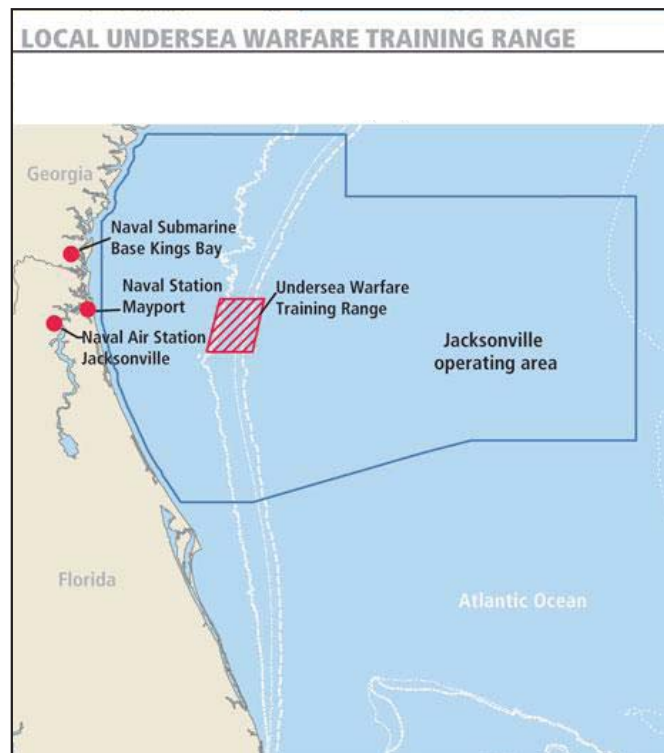 LOCAL UNDERSEA WARFARE TRAINING RANGE
Georgia
Naval Submarine
Base Kings Bay
Naval Station
Mayport
Undersea Warfare
Training Range
Naval Air Station
Jacksonville
Jacksonville
operating area
Florida
Atlantic Ocean